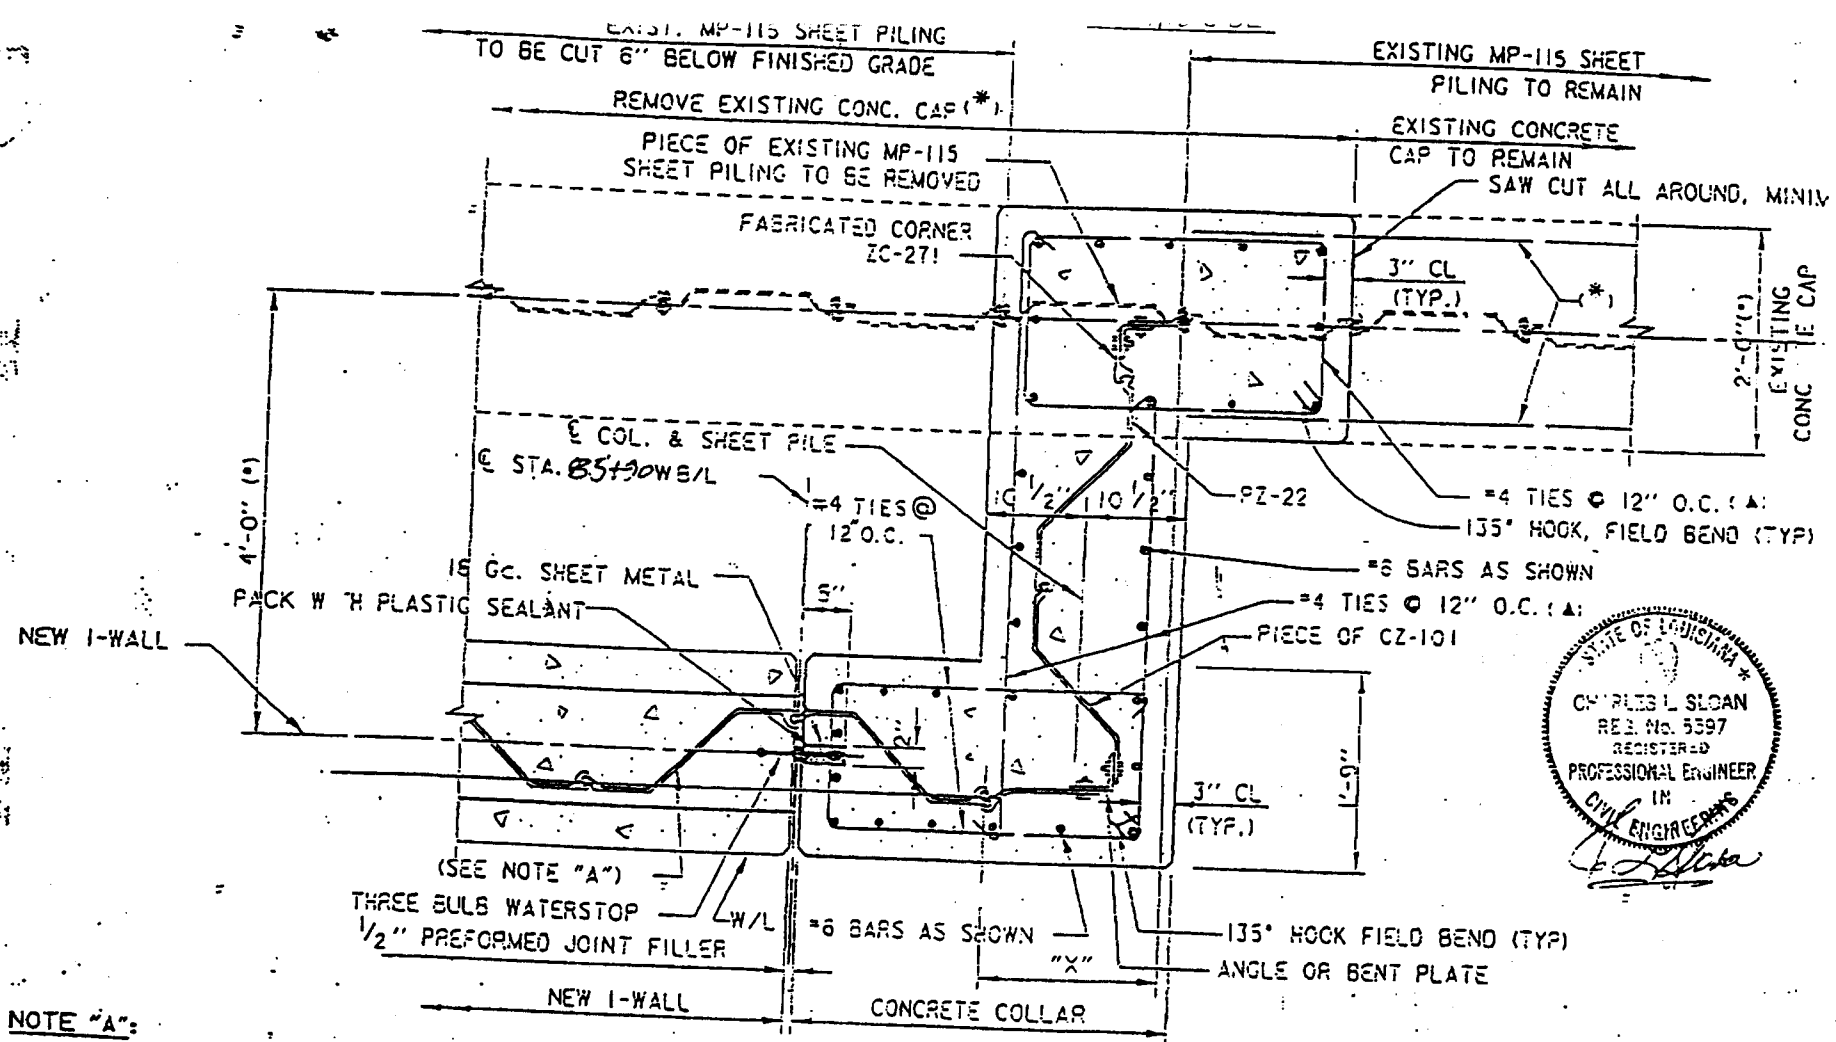 EXIST. MP-115 SHEET PILING
TO BE CUT 6" BELOW FINISHED GRADE
EXISTING MP-115 SHEET
PILING TO REMAIN
REMOVE EXISTING CONC. CAP (*)
EXISTING CONCRETE
CAP TO REMAIN
PIECE OF EXISTING MP-115
SHEET PILING TO BE REMOVED
SAW CUT ALL AROUND,
FABRICATED CORNER
ZC-271
3" CL
(TYP.)
(*)
2'-0"(*)
EXISTING
CONC CAP
℄ COL. & SHEET PILE
℄ STA. 85+90 W B/L
10 1/2" 10 1/2"
PZ-22
#4 TIES @
12" O.C.
#4 TIES @ 12" O.C. (▲)
135° HOOK, FIELD BEND (TYP)
4'-0" (*)
GA. SHEET METAL
PACK WITH PLASTIC SEALANT
#6 BARS AS SHOWN
#4 TIES @ 12" O.C. (▲)
PIECE OF CZ-101
NEW I-WALL
2"
3" CL
(TYP.)
1'-9"
STATE OF LOUISIANA
CHARLES L. SLOAN
REG. No. 5397
REGISTERED
PROFESSIONAL ENGINEER
IN
CIVIL ENGINEERING
(SEE NOTE "A")
THREE BULB WATERSTOP
W/L
1/2" PREFORMED JOINT FILLER
#6 BARS AS SHOWN
135° HOOK FIELD BEND (TYP)
"X"
ANGLE OR BENT PLATE
NEW I-WALL
CONCRETE COLLAR
NOTE "A":